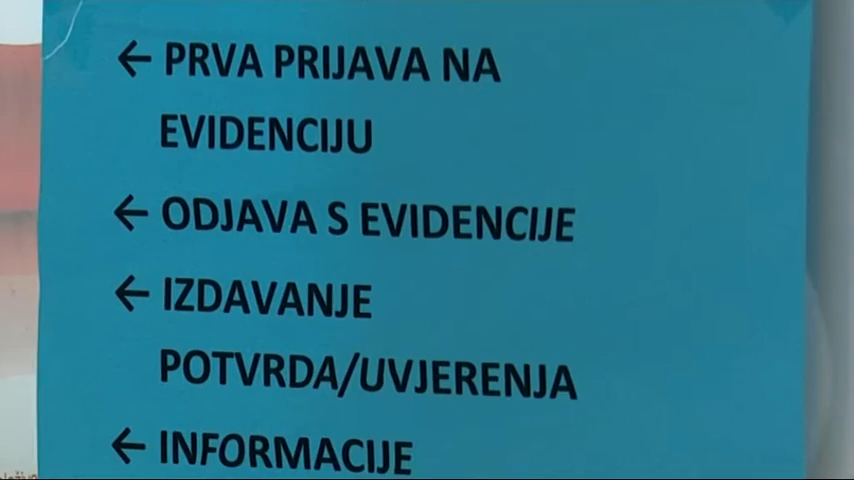 ← PRVA PRIJAVA NA
EVIDENCIJU
← ODJAVA S EVIDENCIJE
← IZDAVANJE
POTVRDA/UVJERENJA
← INFORMACIJE